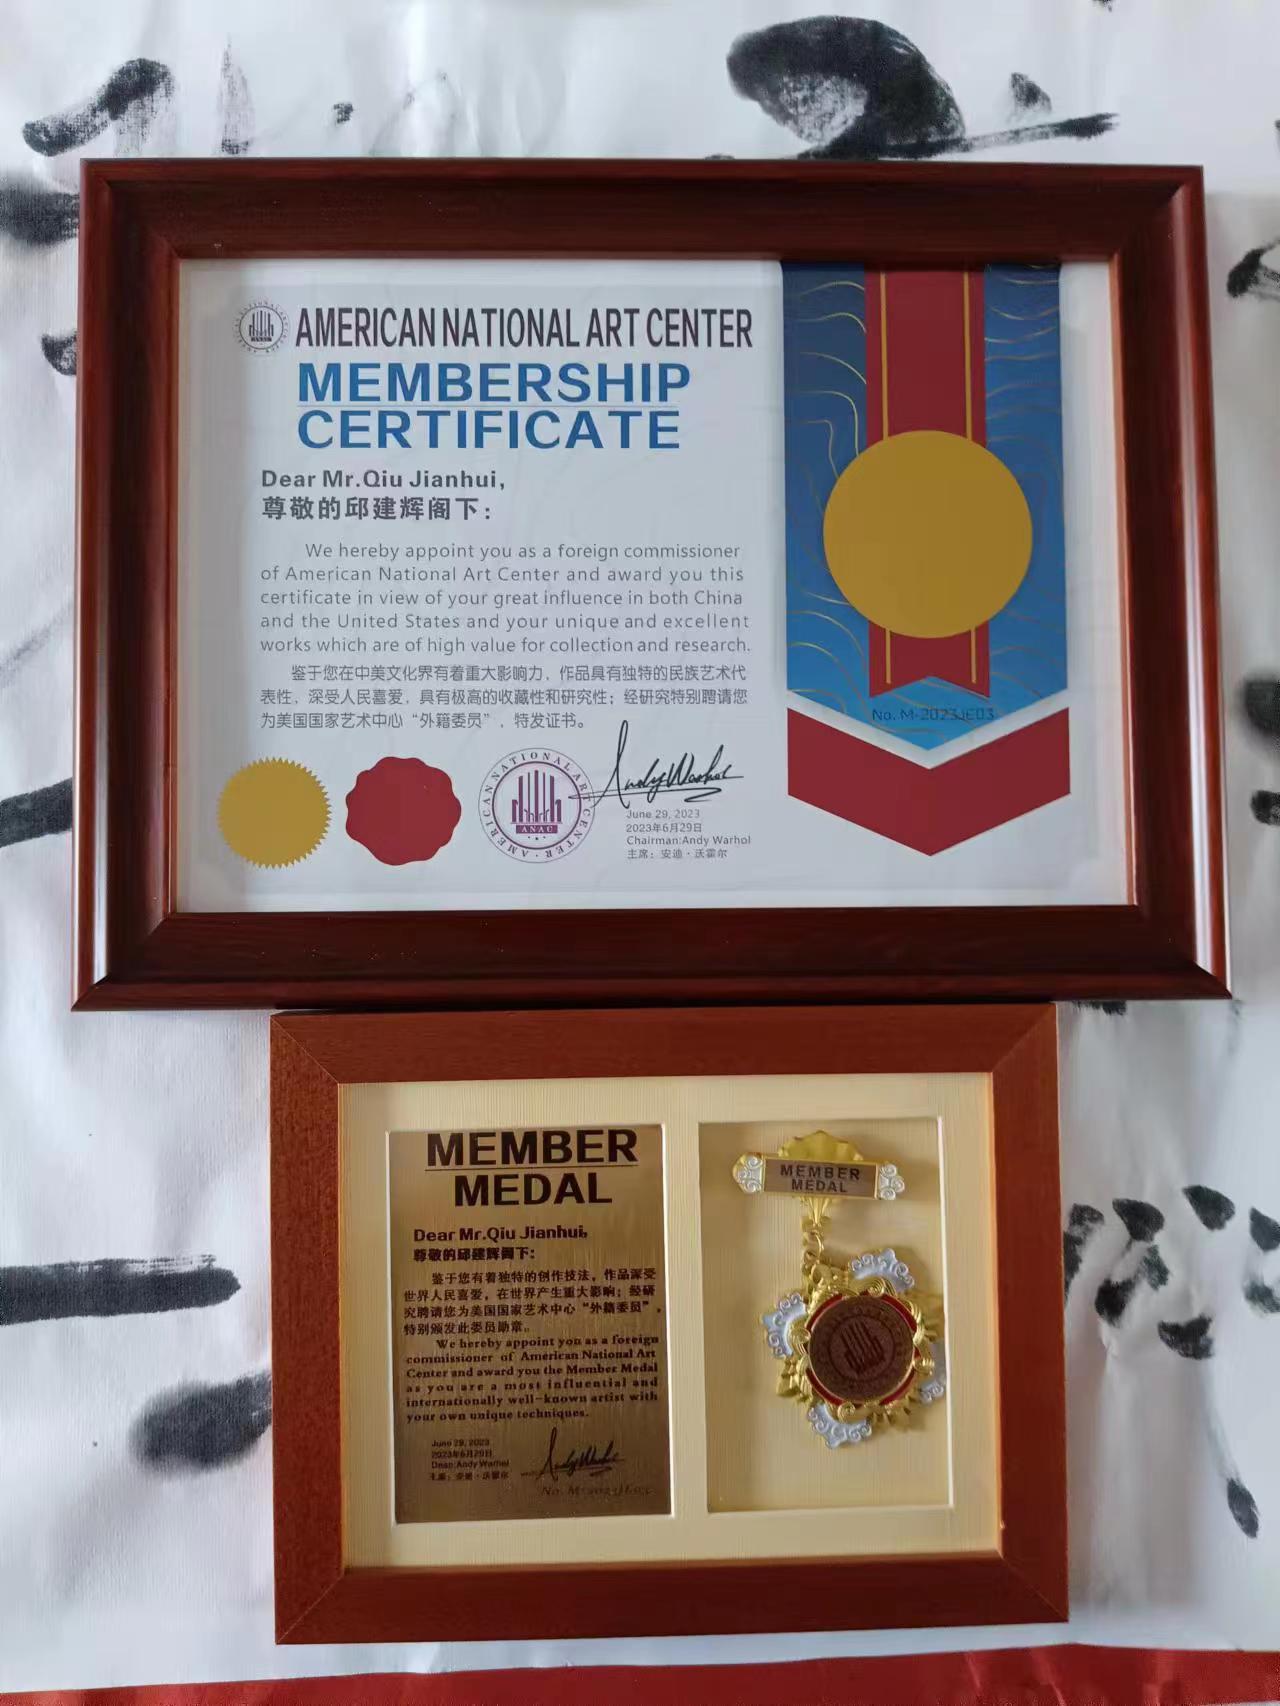 AMERICAN NATIONAL ART CENTER
MEMBERSHIP
CERTIFICATE
Dear Mr.Qiu Jianhui,
尊敬的邱建辉阁下：
We hereby appoint you as a foreign commissioner
of American National Art Center and award you this
certificate in view of your great influence in both China
and the United States and your unique and excellent
works which are of high value for collection and research.
鉴于您在中美文化界有着重大影响力，作品具有独特的民族艺术代
表性，深受人民喜爱，具有极高的收藏性和研究性；经研究特别聘请您
为美国国家艺术中心“外籍委员”，特发证书。
No. M-2023JE03
AMERICAN NATIONAL ART CENTER
ANAC
Andy Warhol
June 29, 2023
2023年6月29日
Chairman:Andy Warhol
主席：安迪·沃霍尔
MEMBER
MEDAL
Dear Mr.Qiu Jianhui,
尊敬的邱建辉阁下：
鉴于您有着独特的创作技法，作品深受
世界人民喜爱，在世界产生重大影响；经研
究聘请您为美国国家艺术中心“外籍委员”，
特别颁发此委员勋章。
We hereby appoint you as a foreign
commissioner of American National Art
Center and award you the Member Medal
as you are a most influential and
internationally well-known artist with
your own unique techniques.
June 29, 2023
2023年6月29日
Dean:Andy Warhol
主席：安迪·沃霍尔
Andy Warhol
MEMBER
MEDAL